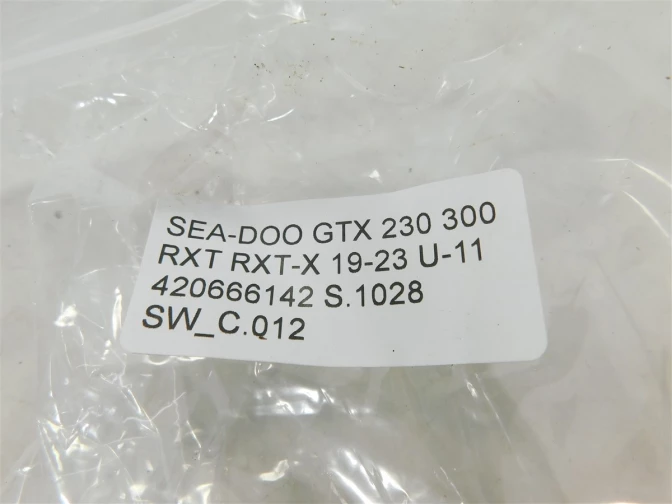 SEA-DOO GTX 230 300
RXT RXT-X 19-23 U-11
420666142 S.1028
SW_C.012